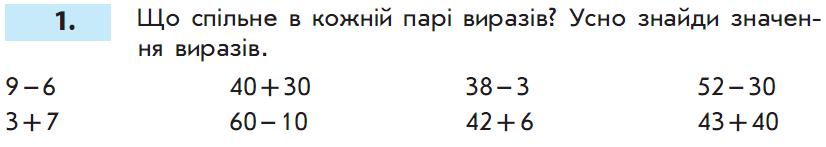 1. Що спільне в кожній парі виразів? Усно знайди значен-
ня виразів.
9 – 6 40 + 30 38 – 3 52 – 30
3 + 7 60 – 10 42 + 6 43 + 40